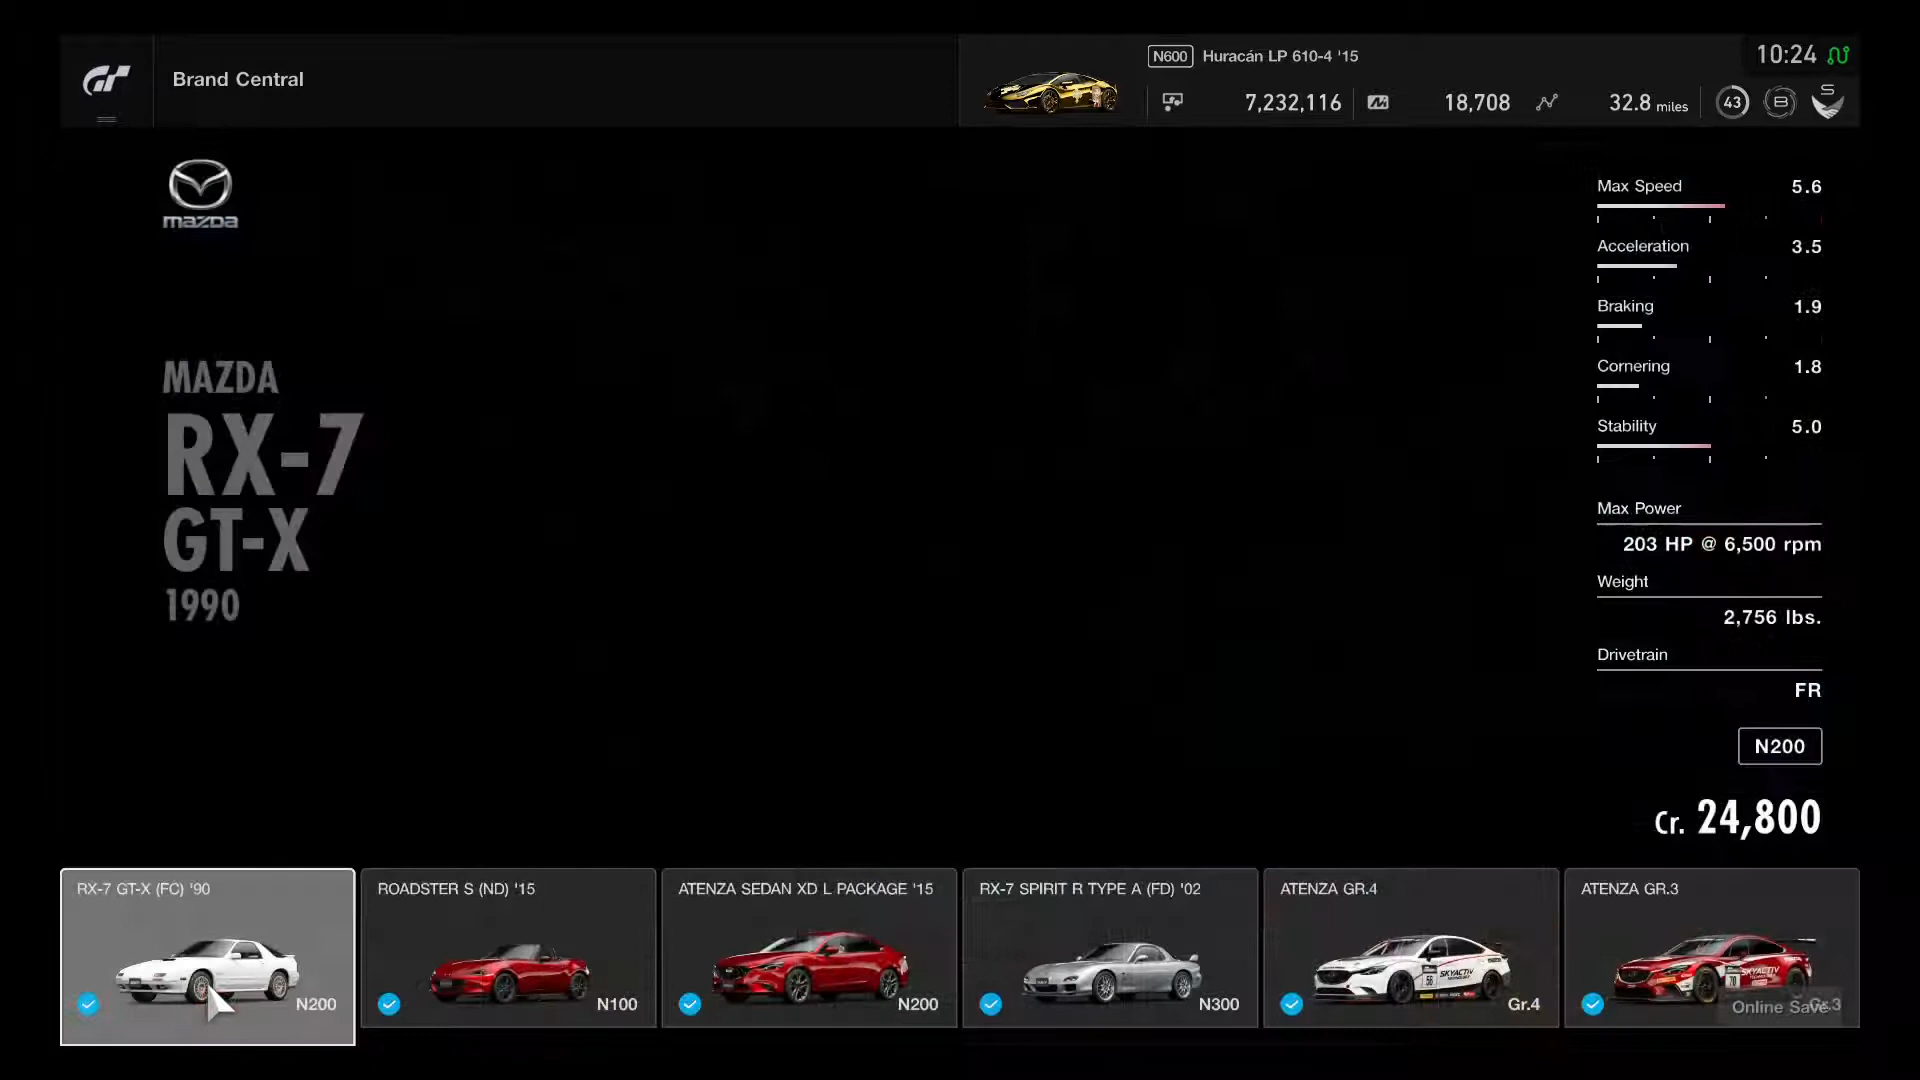 Brand Central
N600 Huracán LP 610-4 '15
7,232,116
18,708
32.8 miles
10:24
43
B
S
mazda
MAZDA
RX-7
GT-X
1990
Max Speed 5.6
Acceleration 3.5
Braking 1.9
Cornering 1.8
Stability 5.0
Max Power
203 HP @ 6,500 rpm
Weight
2,756 lbs.
Drivetrain
FR
N200
Cr. 24,800
RX-7 GT-X (FC) '90
N200
ROADSTER S (ND) '15
N100
ATENZA SEDAN XD L PACKAGE '15
N200
RX-7 SPIRIT R TYPE A (FD) '02
N300
ATENZA GR.4
SKYACTIV
Gr.4
ATENZA GR.3
SKYACTIV
Gr.3
Online Save